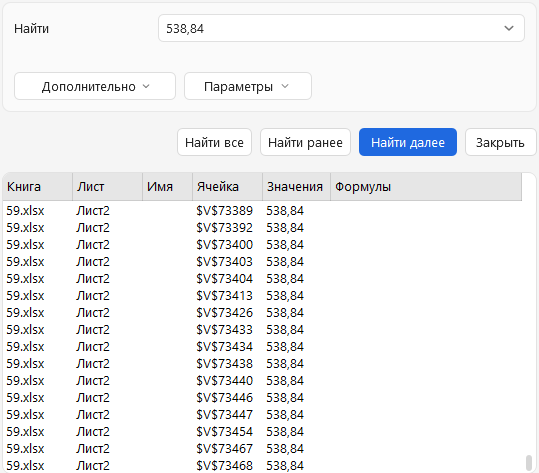 Найти 538,84
Дополнительно Параметры
Найти все Найти ранее Найти далее Закрыть
Книга Лист Имя Ячейка Значения Формулы
59.xlsx Лист2 $V$73389 538,84
59.xlsx Лист2 $V$73392 538,84
59.xlsx Лист2 $V$73400 538,84
59.xlsx Лист2 $V$73403 538,84
59.xlsx Лист2 $V$73404 538,84
59.xlsx Лист2 $V$73413 538,84
59.xlsx Лист2 $V$73426 538,84
59.xlsx Лист2 $V$73433 538,84
59.xlsx Лист2 $V$73434 538,84
59.xlsx Лист2 $V$73438 538,84
59.xlsx Лист2 $V$73440 538,84
59.xlsx Лист2 $V$73446 538,84
59.xlsx Лист2 $V$73447 538,84
59.xlsx Лист2 $V$73454 538,84
59.xlsx Лист2 $V$73467 538,84
59.xlsx Лист2 $V$73468 538,84